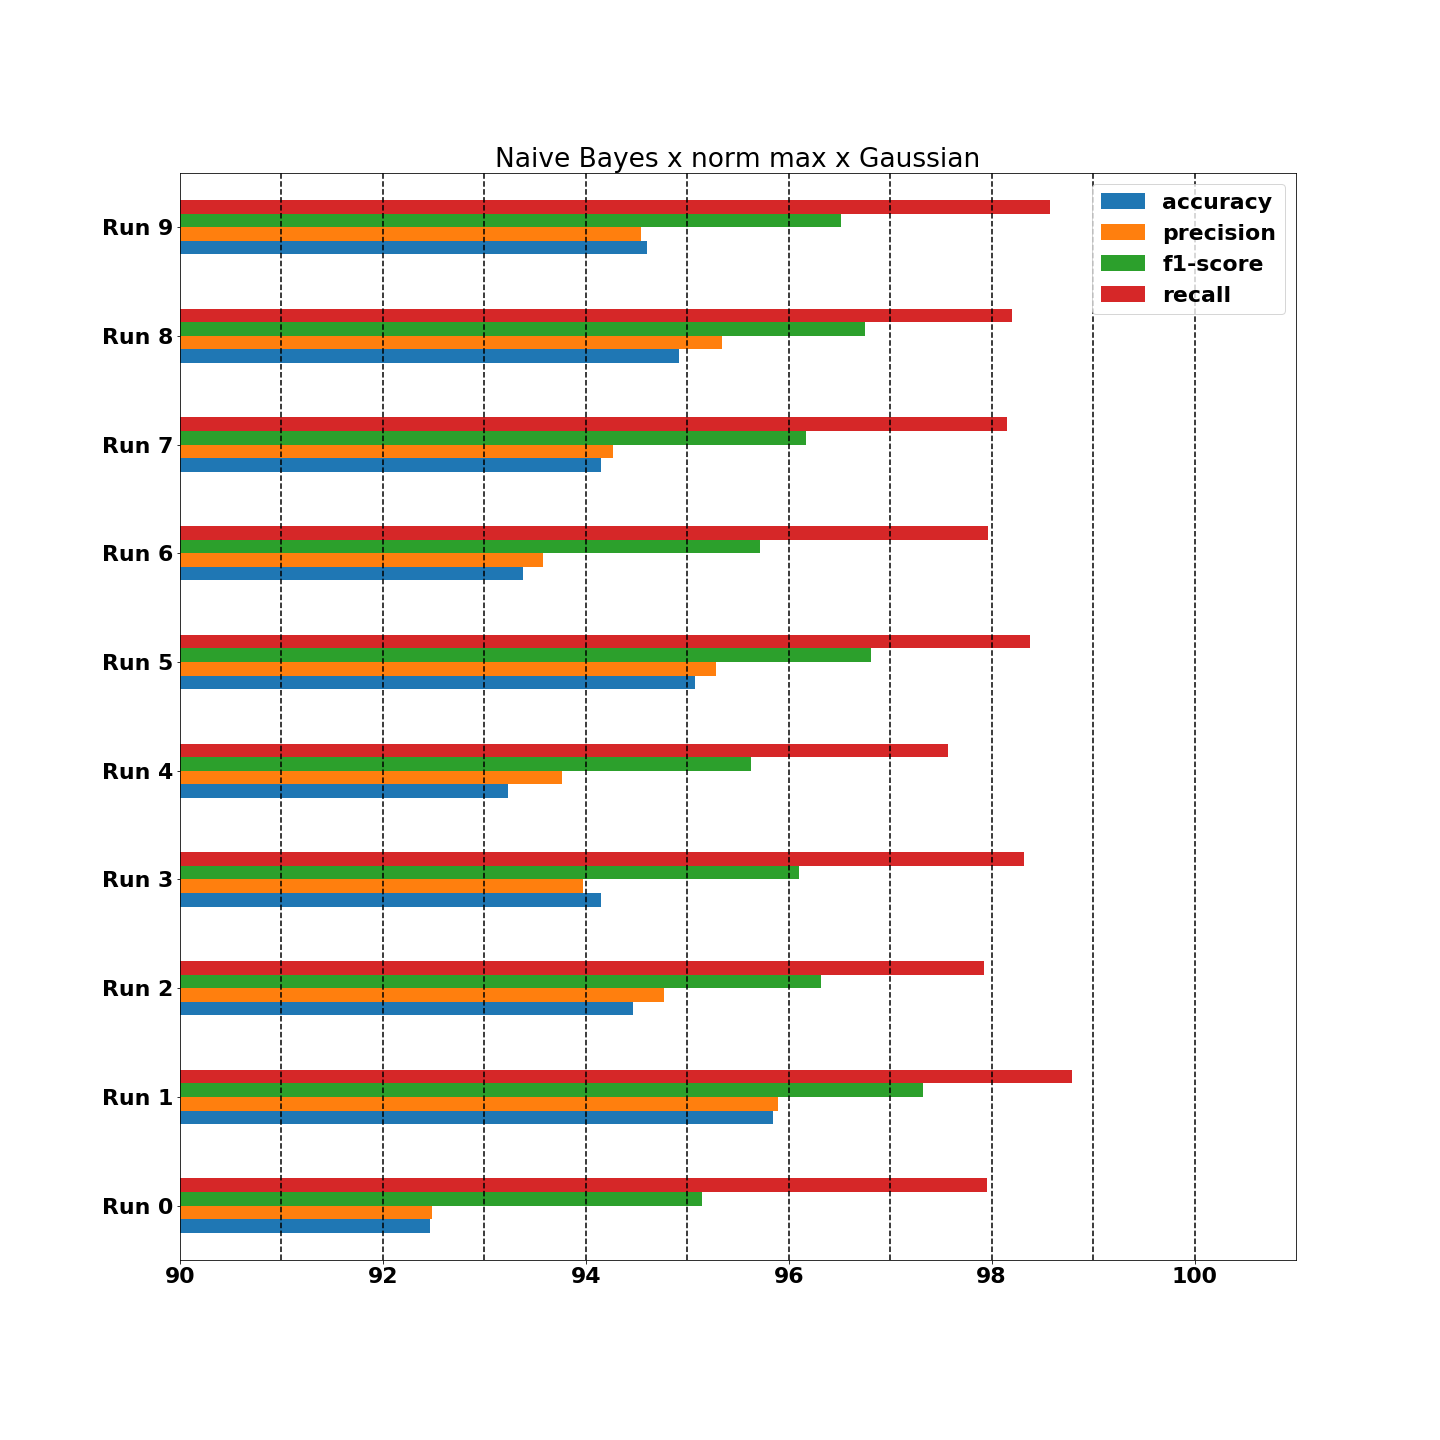 Naive Bayes x norm max x Gaussian
accuracy
precision
f1-score
recall
Run 9
Run 8
Run 7
Run 6
Run 5
Run 4
Run 3
Run 2
Run 1
Run 0
90 92 94 96 98 100